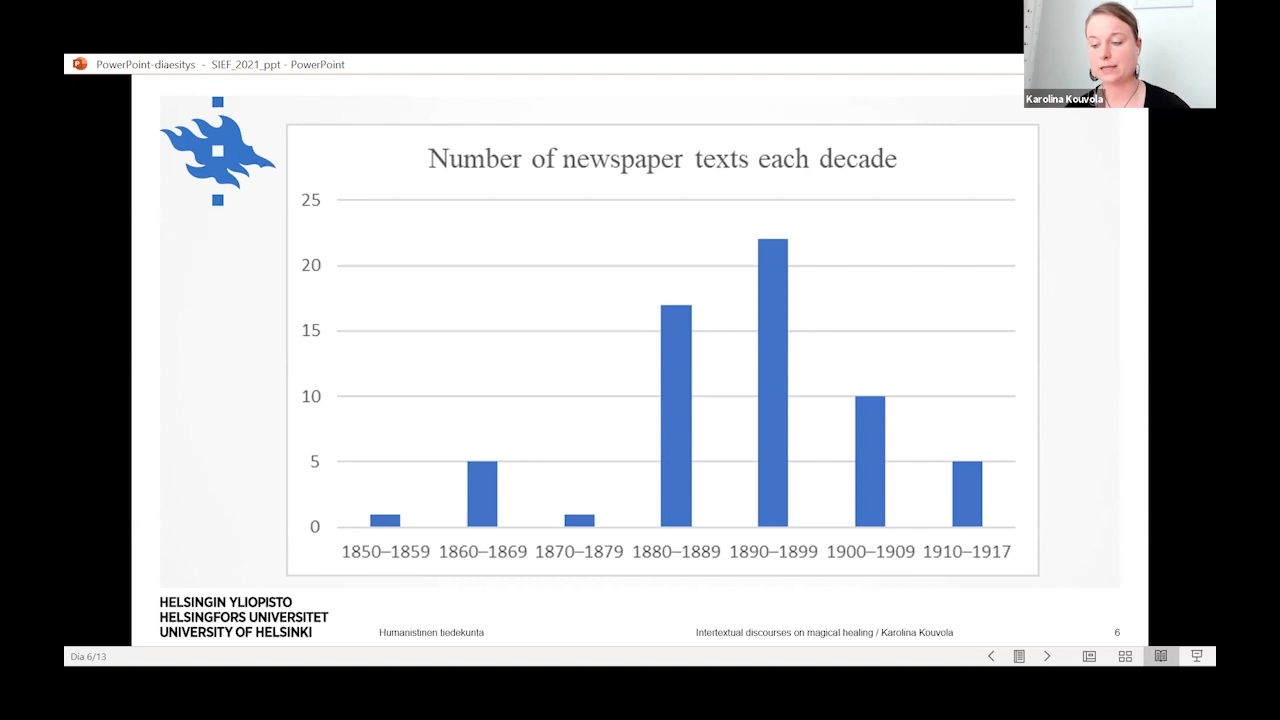 PowerPoint-diaesitys - SIEF_2021_ppt - PowerPoint
Karolina Kouvola
Number of newspaper texts each decade
25
20
15
10
5
0
1850–1859 1860–1869 1870–1879 1880–1889 1890–1899 1900–1909 1910–1917
HELSINGIN YLIOPISTO
HELSINGFORS UNIVERSITET
UNIVERSITY OF HELSINKI
Humanistinen tiedekunta
Intertextual discourses on magical healing / Karolina Kouvola
6
Dia 6/13